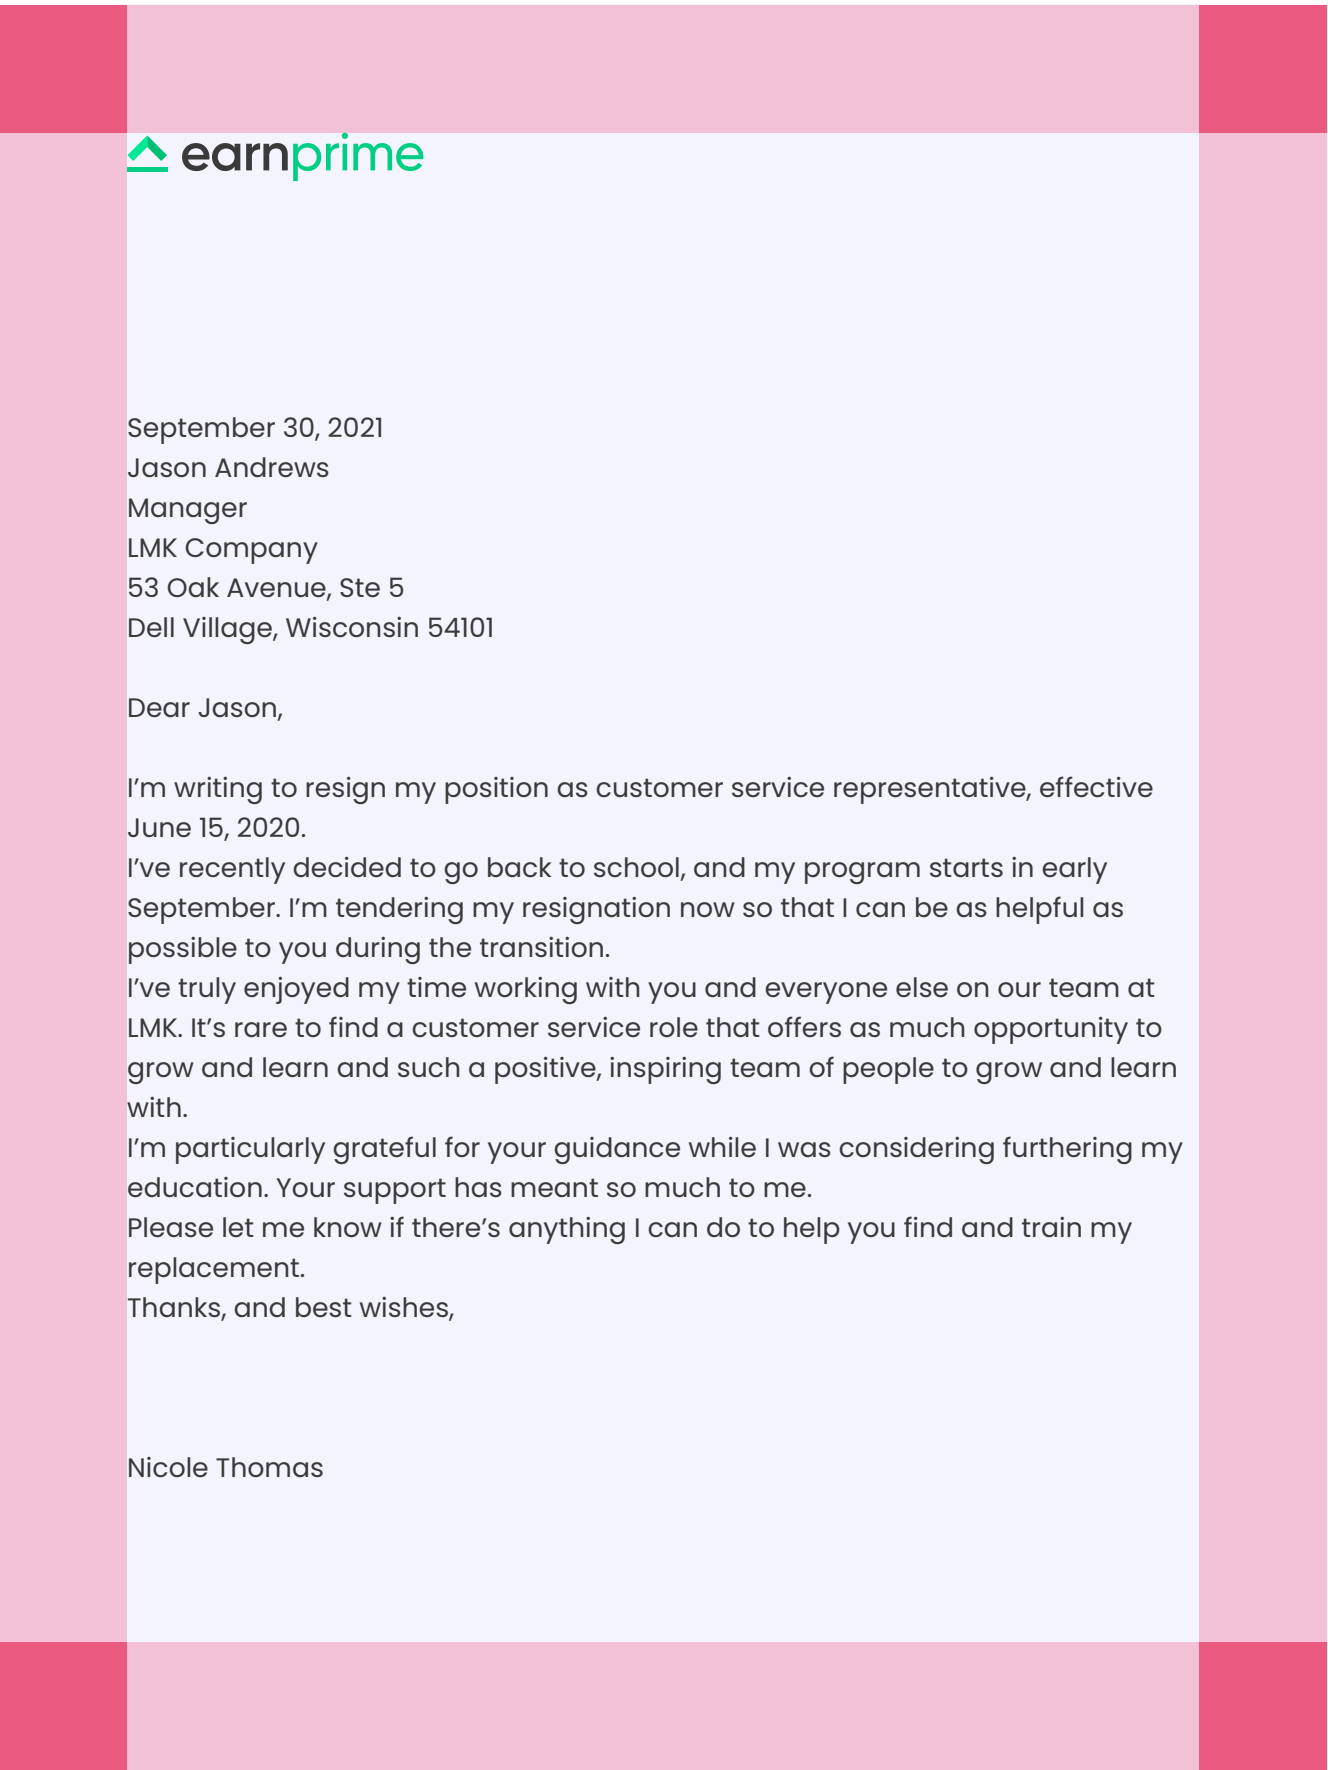 earnprime
September 30, 2021
Jason Andrews
Manager
LMK Company
53 Oak Avenue, Ste 5
Dell Village, Wisconsin 54101
Dear Jason,
I’m writing to resign my position as customer service representative, effective
June 15, 2020.
I’ve recently decided to go back to school, and my program starts in early
September. I’m tendering my resignation now so that I can be as helpful as
possible to you during the transition.
I’ve truly enjoyed my time working with you and everyone else on our team at
LMK. It’s rare to find a customer service role that offers as much opportunity to
grow and learn and such a positive, inspiring team of people to grow and learn
with.
I’m particularly grateful for your guidance while I was considering furthering my
education. Your support has meant so much to me.
Please let me know if there’s anything I can do to help you find and train my
replacement.
Thanks, and best wishes,
Nicole Thomas